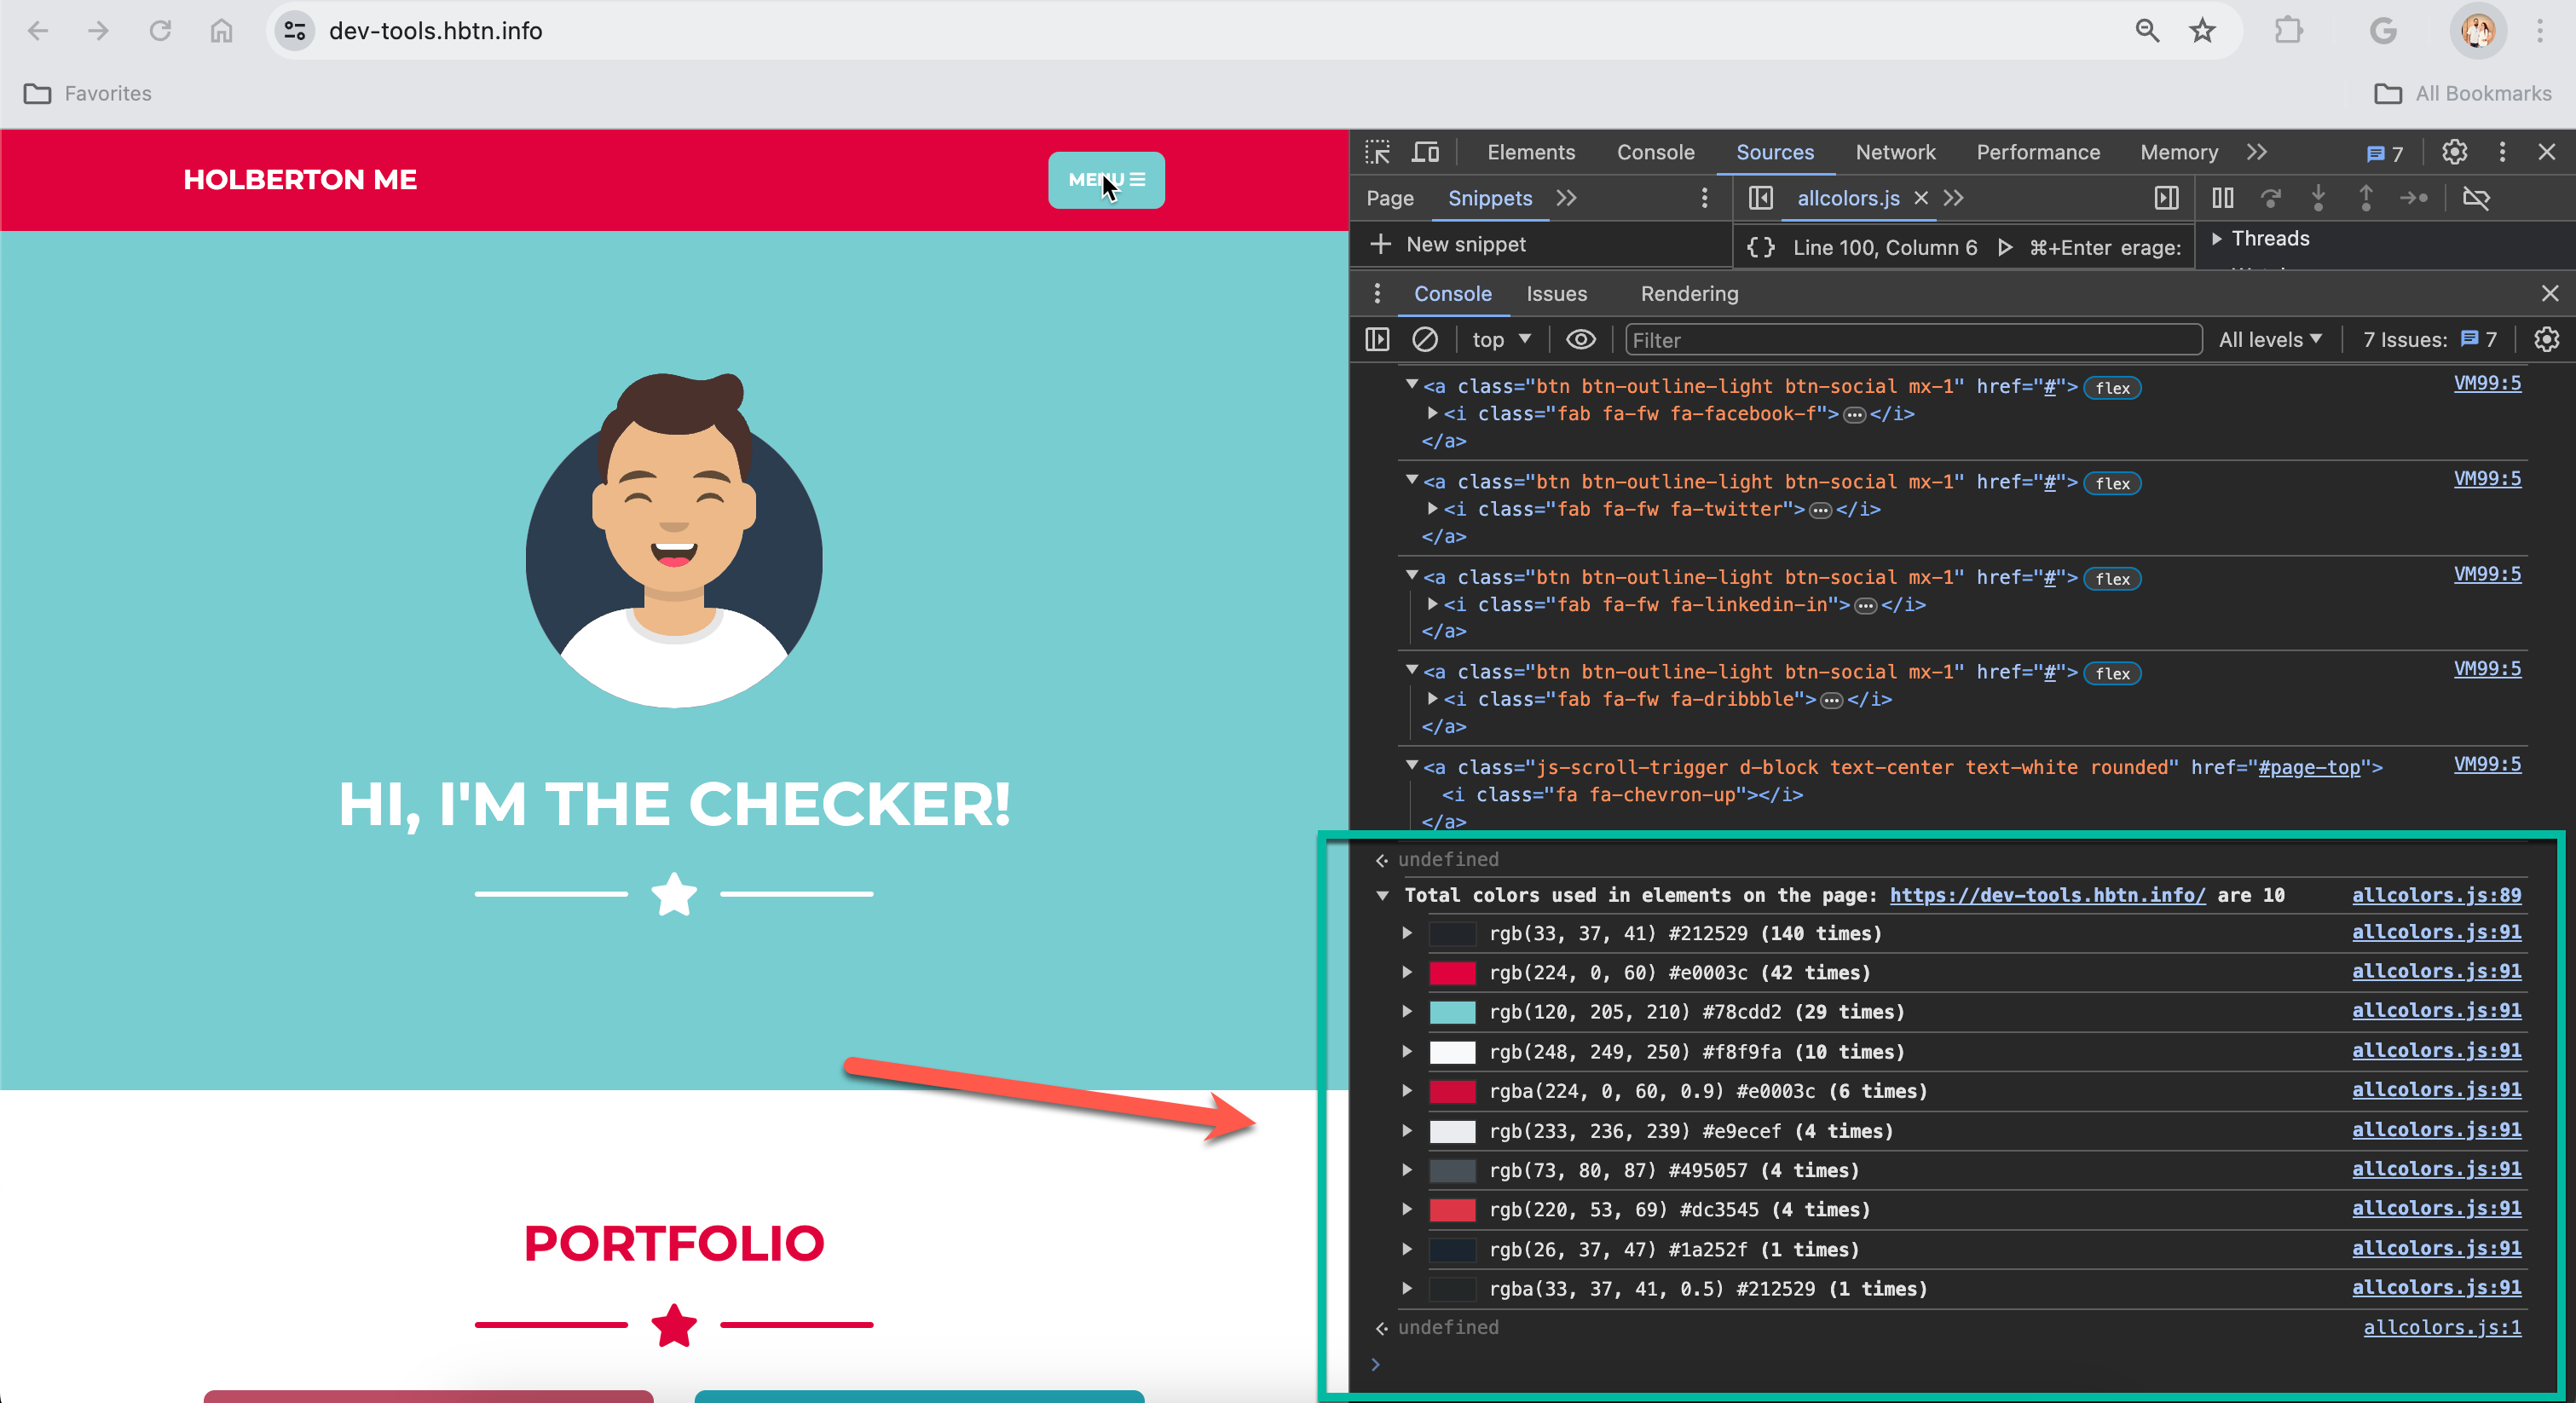 dev-tools.hbtn.info
Favorites
All Bookmarks
HOLBERTON ME
MENU
HI, I'M THE CHECKER!
PORTFOLIO
Elements Console Sources Network Performance Memory 7
Page Snippets allcolors.js
New snippet
{} Line 100, Column 6 ⌘+Enter erage:
Threads
Console Issues Rendering
top Filter All levels 7 Issues: 7
<a class="btn btn-outline-light btn-social mx-1" href="#"> flex VM99:5
<i class="fab fa-fw fa-facebook-f">…</i>
</a>
<a class="btn btn-outline-light btn-social mx-1" href="#"> flex VM99:5
<i class="fab fa-fw fa-twitter">…</i>
</a>
<a class="btn btn-outline-light btn-social mx-1" href="#"> flex VM99:5
<i class="fab fa-fw fa-linkedin-in">…</i>
</a>
<a class="btn btn-outline-light btn-social mx-1" href="#"> flex VM99:5
<i class="fab fa-fw fa-dribbble">…</i>
</a>
<a class="js-scroll-trigger d-block text-center text-white rounded" href="#page-top"> VM99:5
<i class="fa fa-chevron-up"></i>
</a>
undefined
Total colors used in elements on the page: https://dev-tools.hbtn.info/ are 10 allcolors.js:89
rgb(33, 37, 41) #212529 (140 times) allcolors.js:91
rgb(224, 0, 60) #e0003c (42 times) allcolors.js:91
rgb(120, 205, 210) #78cdd2 (29 times) allcolors.js:91
rgb(248, 249, 250) #f8f9fa (10 times) allcolors.js:91
rgba(224, 0, 60, 0.9) #e0003c (6 times) allcolors.js:91
rgb(233, 236, 239) #e9ecef (4 times) allcolors.js:91
rgb(73, 80, 87) #495057 (4 times) allcolors.js:91
rgb(220, 53, 69) #dc3545 (4 times) allcolors.js:91
rgb(26, 37, 47) #1a252f (1 times) allcolors.js:91
rgba(33, 37, 41, 0.5) #212529 (1 times) allcolors.js:91
undefined allcolors.js:1